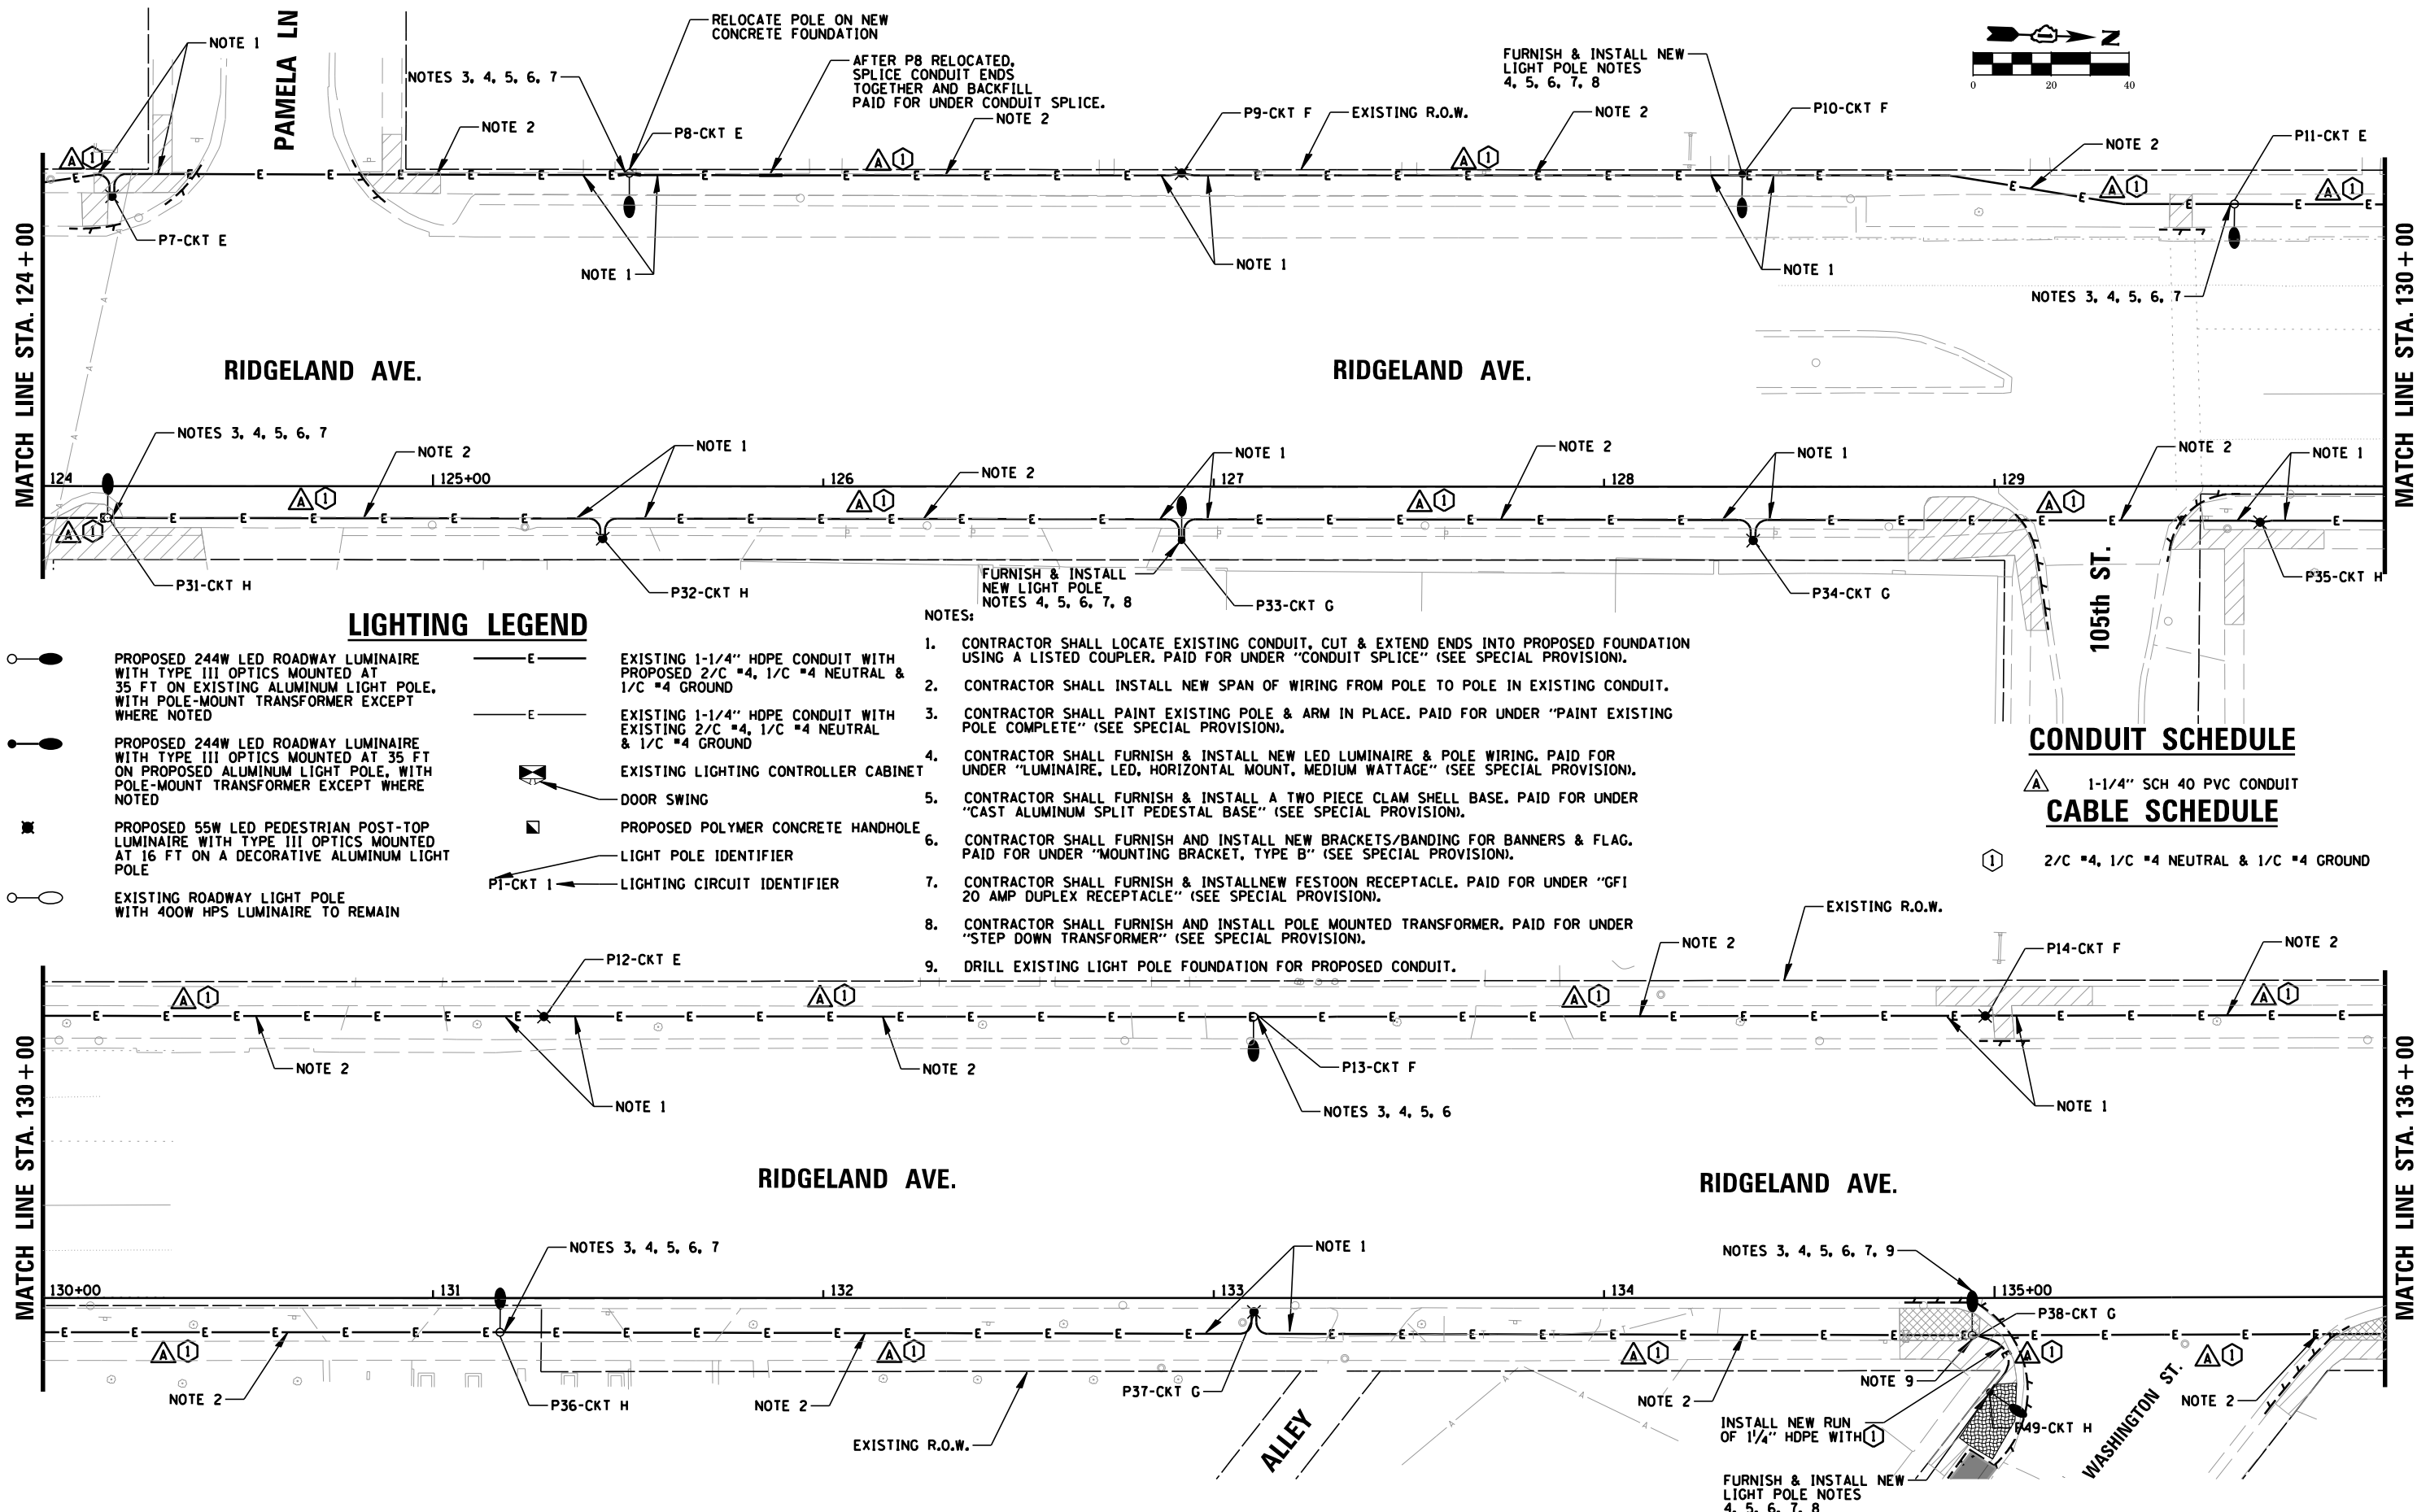 PAMELA LN
NOTE 1
RELOCATE POLE ON NEW
CONCRETE FOUNDATION
NOTES 3, 4, 5, 6, 7
AFTER P8 RELOCATED,
SPLICE CONDUIT ENDS
TOGETHER AND BACKFILL
PAID FOR UNDER CONDUIT SPLICE.
FURNISH & INSTALL NEW
LIGHT POLE NOTES
4, 5, 6, 7, 8
N
0 20 40
NOTE 2
P8-CKT E
NOTE 2
P9-CKT F
EXISTING R.O.W.
NOTE 2
P10-CKT F
NOTE 2
P11-CKT E
A 1
A 1
A 1
A 1
A 1
E E E E E E E E E E E E E E E E E E E E E E E E E E E E E E
P7-CKT E
NOTE 1
NOTE 1
NOTE 1
NOTES 3, 4, 5, 6, 7
MATCH LINE STA. 124+00
MATCH LINE STA. 130+00
RIDGELAND AVE.
RIDGELAND AVE.
NOTES 3, 4, 5, 6, 7
NOTE 2
NOTE 1
NOTE 2
NOTE 1
NOTE 2
NOTE 1
NOTE 2
NOTE 1
124
125+00
126
127
128
129
A 1
A 1
A 1
A 1
A 1
P31-CKT H
P32-CKT H
FURNISH & INSTALL
NEW LIGHT POLE
NOTES 4, 5, 6, 7, 8
P33-CKT G
P34-CKT G
105th ST.
P35-CKT H
LIGHTING LEGEND
PROPOSED 244W LED ROADWAY LUMINAIRE
WITH TYPE III OPTICS MOUNTED AT
35 FT ON EXISTING ALUMINUM LIGHT POLE,
WITH POLE-MOUNT TRANSFORMER EXCEPT
WHERE NOTED
PROPOSED 244W LED ROADWAY LUMINAIRE
WITH TYPE III OPTICS MOUNTED AT 35 FT
ON PROPOSED ALUMINUM LIGHT POLE, WITH
POLE-MOUNT TRANSFORMER EXCEPT WHERE
NOTED
PROPOSED 55W LED PEDESTRIAN POST-TOP
LUMINAIRE WITH TYPE III OPTICS MOUNTED
AT 16 FT ON A DECORATIVE ALUMINUM LIGHT
POLE
EXISTING ROADWAY LIGHT POLE
WITH 400W HPS LUMINAIRE TO REMAIN
E
EXISTING 1-1/4" HDPE CONDUIT WITH
PROPOSED 2/C #4, 1/C #4 NEUTRAL &
1/C #4 GROUND
E
EXISTING 1-1/4" HDPE CONDUIT WITH
EXISTING 2/C #4, 1/C #4 NEUTRAL
& 1/C #4 GROUND
EXISTING LIGHTING CONTROLLER CABINET
DOOR SWING
PROPOSED POLYMER CONCRETE HANDHOLE
LIGHT POLE IDENTIFIER
P1-CKT 1
LIGHTING CIRCUIT IDENTIFIER
NOTES:
1. CONTRACTOR SHALL LOCATE EXISTING CONDUIT, CUT & EXTEND ENDS INTO PROPOSED FOUNDATION
USING A LISTED COUPLER. PAID FOR UNDER "CONDUIT SPLICE" (SEE SPECIAL PROVISION).
2. CONTRACTOR SHALL INSTALL NEW SPAN OF WIRING FROM POLE TO POLE IN EXISTING CONDUIT.
3. CONTRACTOR SHALL PAINT EXISTING POLE & ARM IN PLACE. PAID FOR UNDER "PAINT EXISTING
POLE COMPLETE" (SEE SPECIAL PROVISION).
4. CONTRACTOR SHALL FURNISH & INSTALL NEW LED LUMINAIRE & POLE WIRING. PAID FOR
UNDER "LUMINAIRE, LED, HORIZONTAL MOUNT, MEDIUM WATTAGE" (SEE SPECIAL PROVISION).
5. CONTRACTOR SHALL FURNISH & INSTALL A TWO PIECE CLAM SHELL BASE. PAID FOR UNDER
"CAST ALUMINUM SPLIT PEDESTAL BASE" (SEE SPECIAL PROVISION).
6. CONTRACTOR SHALL FURNISH AND INSTALL NEW BRACKETS/BANDING FOR BANNERS & FLAG.
PAID FOR UNDER "MOUNTING BRACKET, TYPE B" (SEE SPECIAL PROVISION).
7. CONTRACTOR SHALL FURNISH & INSTALLNEW FESTOON RECEPTACLE. PAID FOR UNDER "GFI
20 AMP DUPLEX RECEPTACLE" (SEE SPECIAL PROVISION).
8. CONTRACTOR SHALL FURNISH AND INSTALL POLE MOUNTED TRANSFORMER. PAID FOR UNDER
"STEP DOWN TRANSFORMER" (SEE SPECIAL PROVISION).
9. DRILL EXISTING LIGHT POLE FOUNDATION FOR PROPOSED CONDUIT.
CONDUIT SCHEDULE
A 1-1/4" SCH 40 PVC CONDUIT
CABLE SCHEDULE
1 2/C #4, 1/C #4 NEUTRAL & 1/C #4 GROUND
EXISTING R.O.W.
P12-CKT E
NOTE 2
P14-CKT F
NOTE 2
A 1
A 1
A 1
A 1
NOTE 2
NOTE 1
NOTE 2
P13-CKT F
NOTES 3, 4, 5, 6
NOTE 1
MATCH LINE STA. 130+00
MATCH LINE STA. 136+00
RIDGELAND AVE.
RIDGELAND AVE.
NOTES 3, 4, 5, 6, 7
NOTE 1
NOTES 3, 4, 5, 6, 7, 9
130+00
131
132
133
134
135+00
P38-CKT G
A 1
A 1
A 1
A 1
A 1
NOTE 2
P36-CKT H
NOTE 2
P37-CKT G
NOTE 2
NOTE 9
NOTE 2
EXISTING R.O.W.
ALLEY
INSTALL NEW RUN
OF 1¼" HDPE WITH 1
P49-CKT H
WASHINGTON ST.
FURNISH & INSTALL NEW
LIGHT POLE NOTES
4, 5, 6, 7, 8